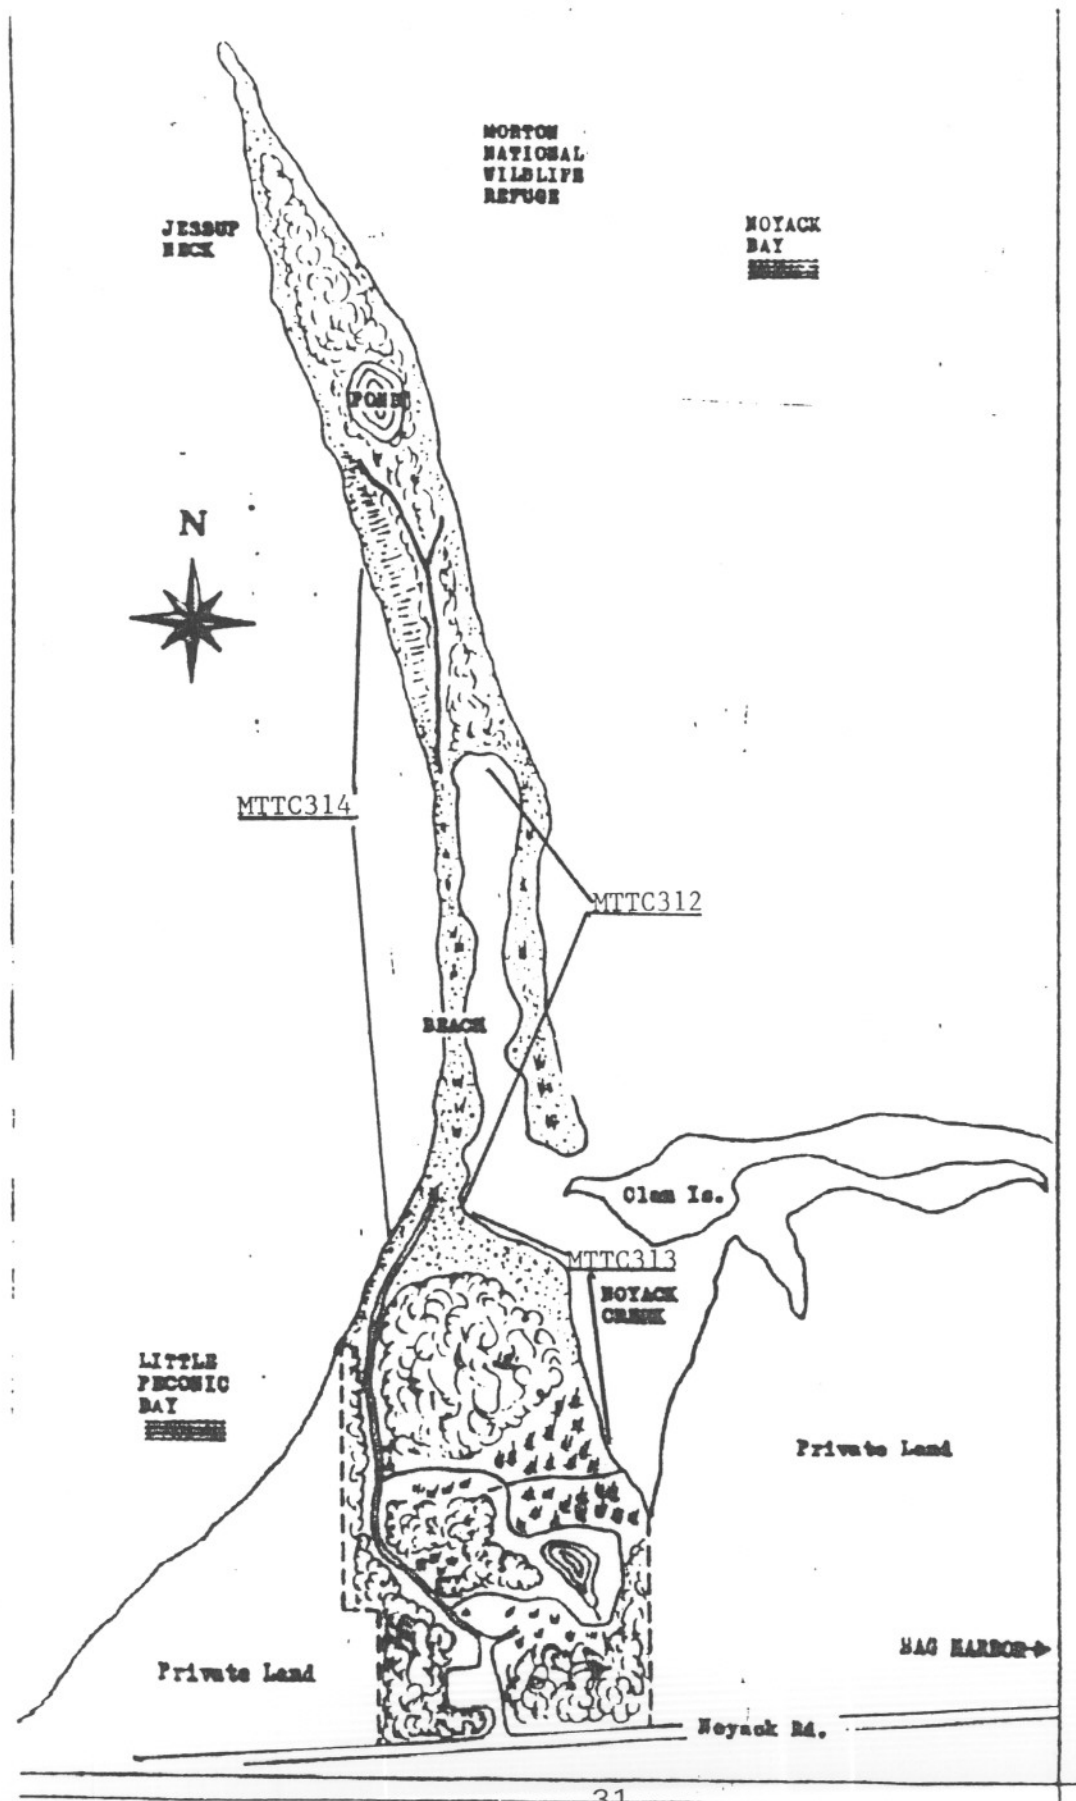 MORTON
NATIONAL
WILDLIFE
REFUGE
JESSUP
NECK
NOYACK
BAY
POND
N
MTTC314
MTTC312
BEACH
Clam Is.
MTTC313
NOYACK
CREEK
LITTLE
PECONIC
BAY
Private Land
Private Land
SAG HARBOR
Noyack Rd.
31